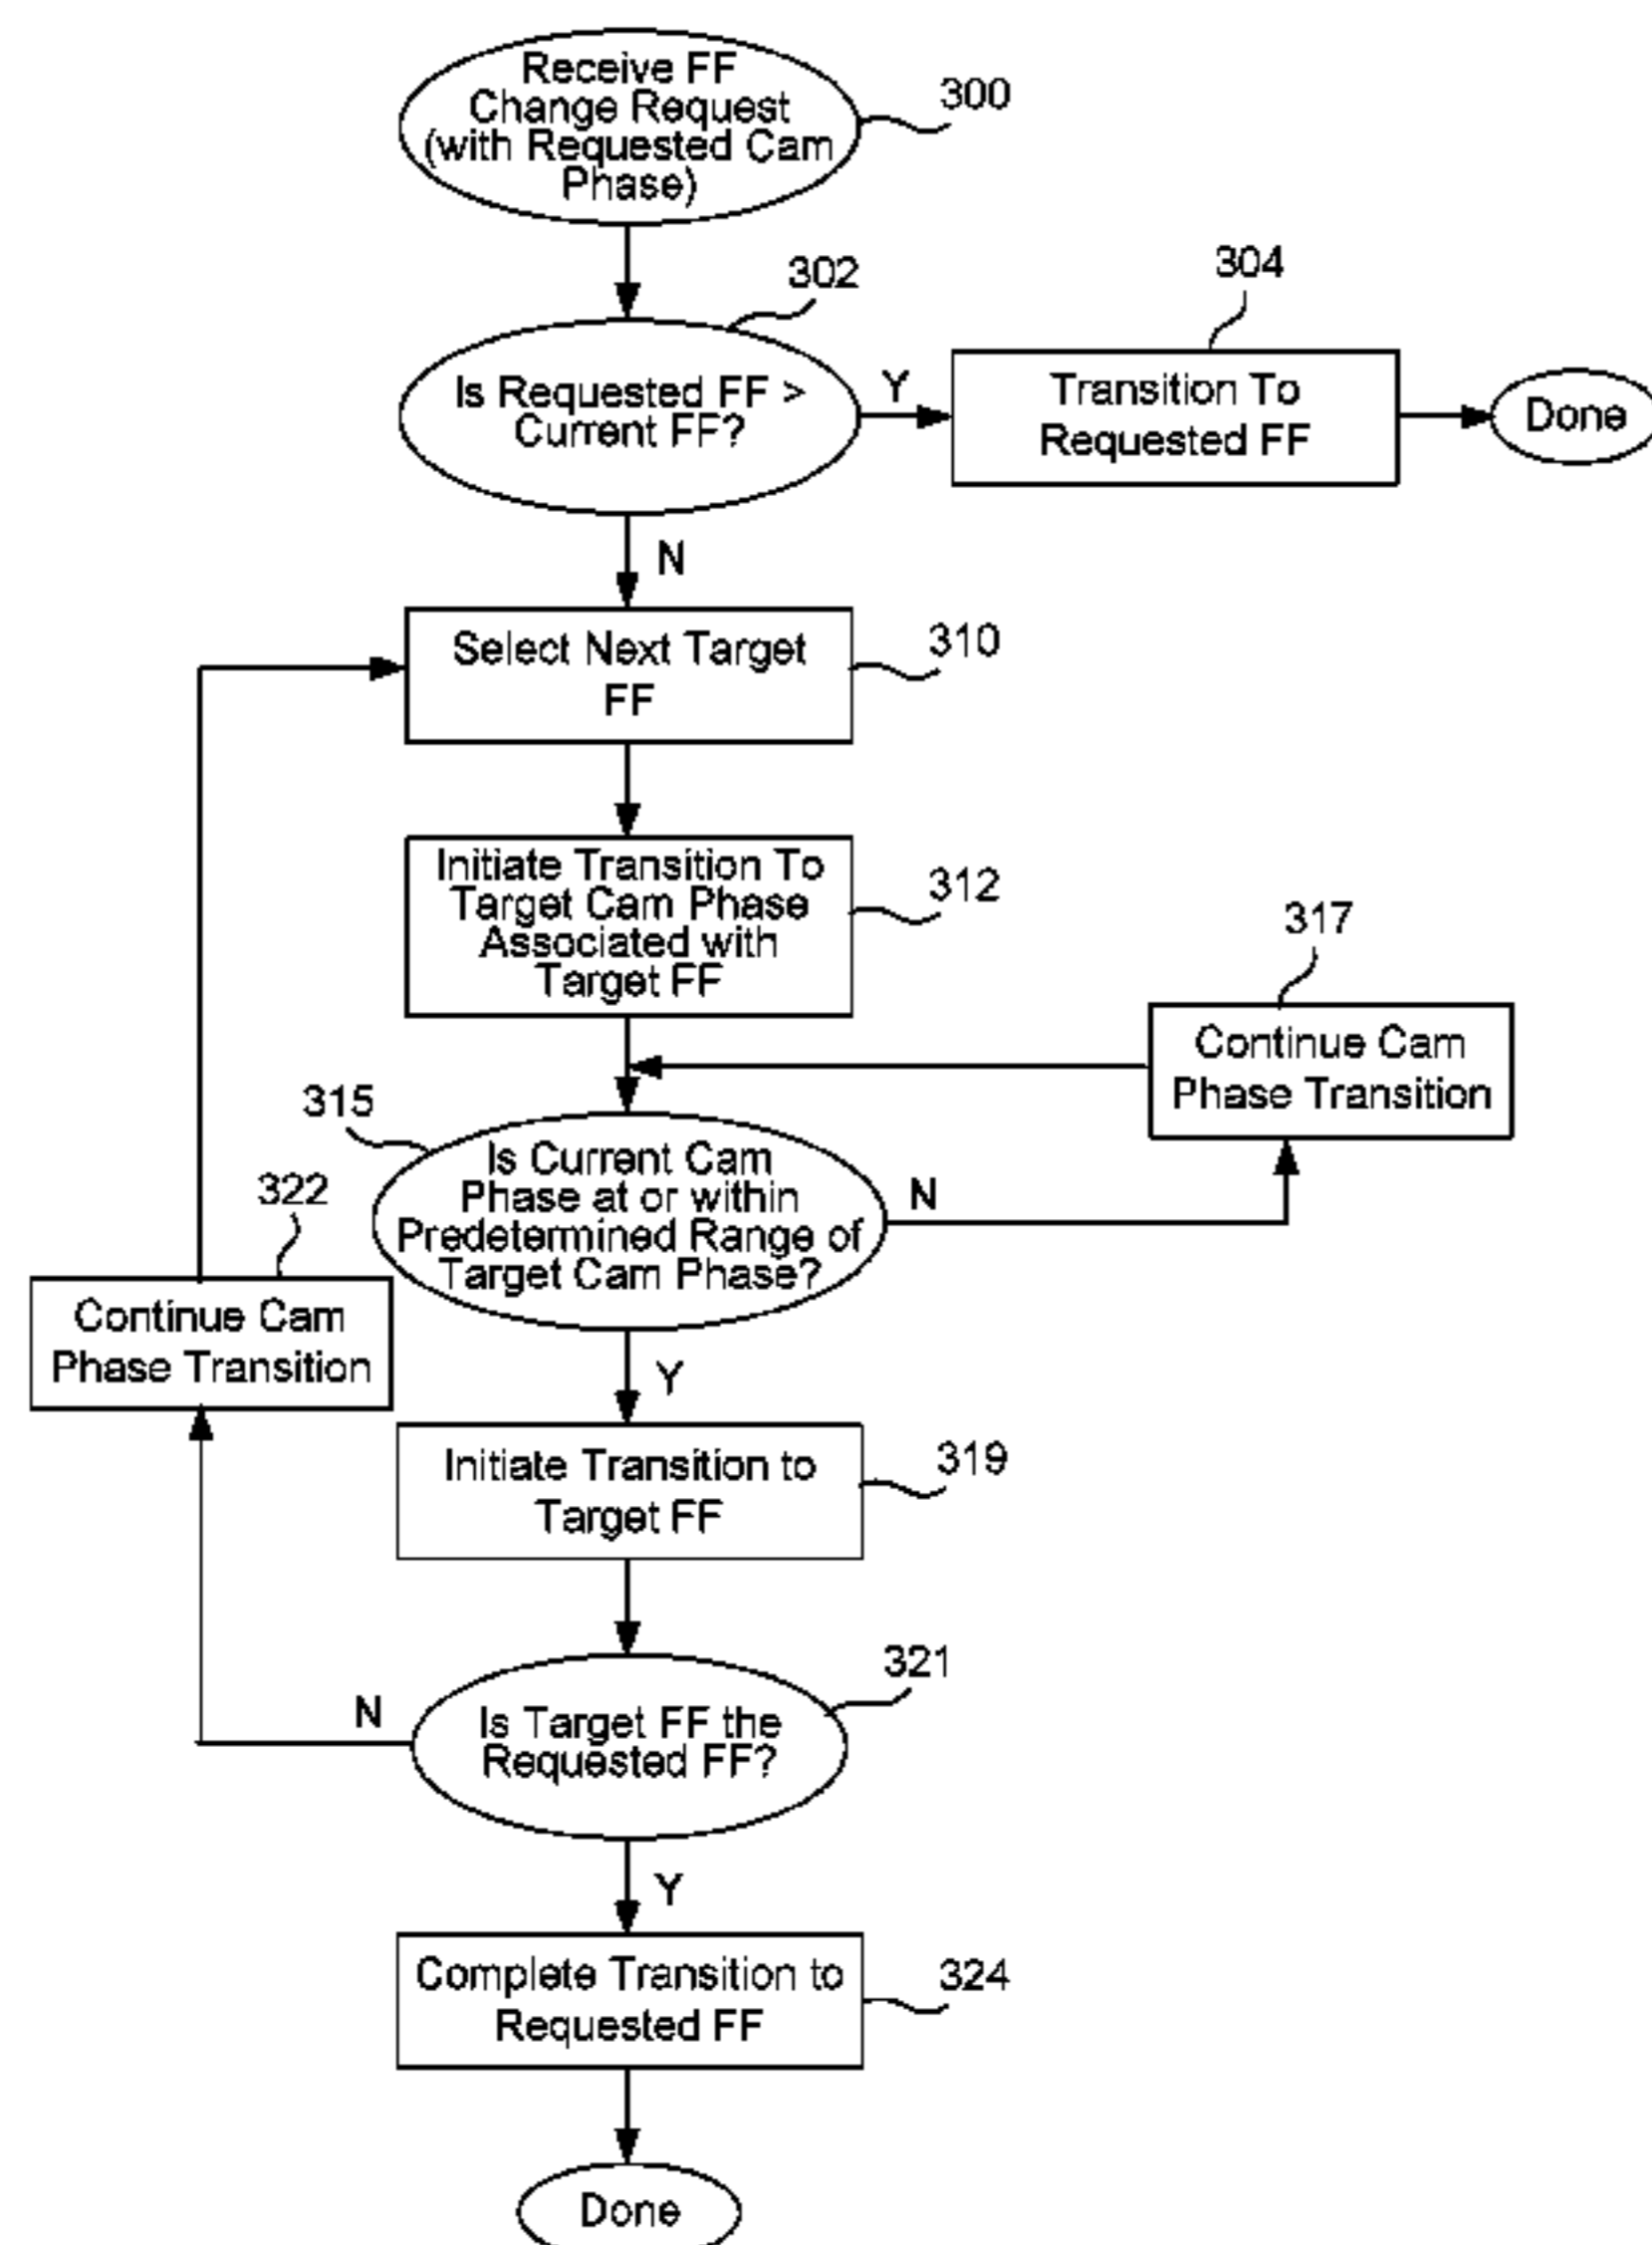 Receive FF
Change Request
(with Requested Cam
Phase)
300
302
Is Requested FF >
Current FF?
Y
304
Transition To
Requested FF
Done
N
Select Next Target
FF
310
Initiate Transition To
Target Cam Phase
Associated with
Target FF
312
317
Continue Cam
Phase Transition
315
Is Current Cam
Phase at or within
Predetermined Range of
Target Cam Phase?
N
322
Continue Cam
Phase Transition
Y
Initiate Transition to
Target FF
319
321
Is Target FF the
Requested FF?
N
Y
Complete Transition to
Requested FF
324
Done